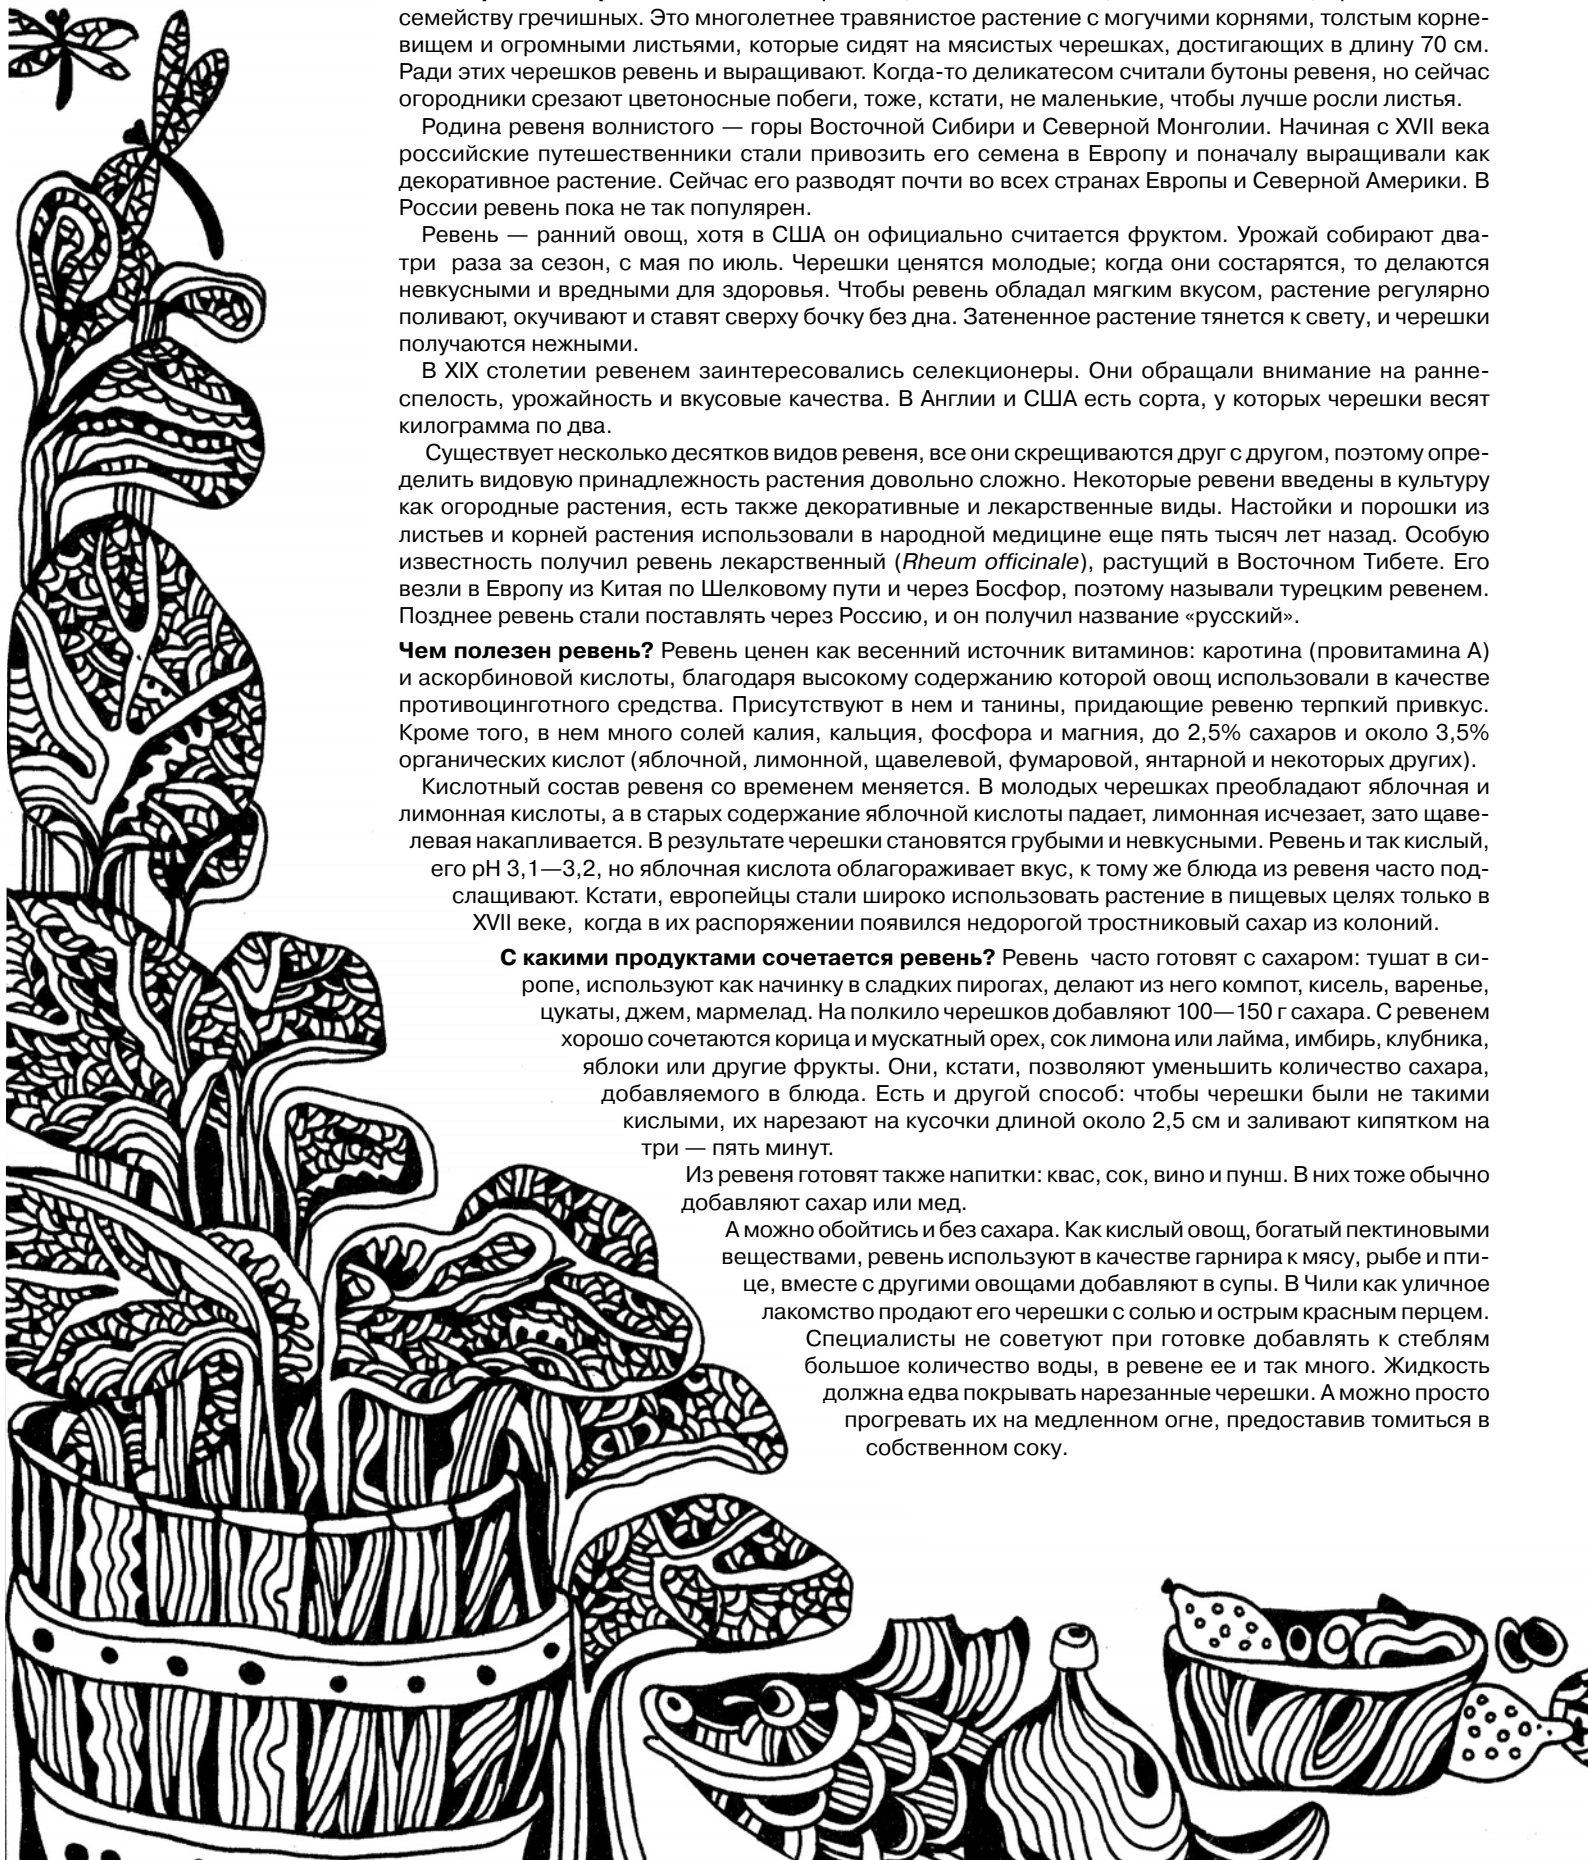 семейству гречишных. Это многолетнее травянистое растение с могучими корнями, толстым корне-
вищем и огромными листьями, которые сидят на мясистых черешках, достигающих в длину 70 см.
Ради этих черешков ревень и выращивают. Когда-то деликатесом считали бутоны ревеня, но сейчас
огородники срезают цветоносные побеги, тоже, кстати, не маленькие, чтобы лучше росли листья.
Родина ревеня волнистого — горы Восточной Сибири и Северной Монголии. Начиная с XVII века
российские путешественники стали привозить его семена в Европу и поначалу выращивали как
декоративное растение. Сейчас его разводят почти во всех странах Европы и Северной Америки. В
России ревень пока не так популярен.
Ревень — ранний овощ, хотя в США он официально считается фруктом. Урожай собирают два-
три раза за сезон, с мая по июль. Черешки ценятся молодые; когда они состарятся, то делаются
невкусными и вредными для здоровья. Чтобы ревень обладал мягким вкусом, растение регулярно
поливают, окучивают и ставят сверху бочку без дна. Затененное растение тянется к свету, и черешки
получаются нежными.
В XIX столетии ревенем заинтересовались селекционеры. Они обращали внимание на ранне-
спелость, урожайность и вкусовые качества. В Англии и США есть сорта, у которых черешки весят
килограмма по два.
Существует несколько десятков видов ревеня, все они скрещиваются друг с другом, поэтому опре-
делить видовую принадлежность растения довольно сложно. Некоторые ревени введены в культуру
как огородные растения, есть также декоративные и лекарственные виды. Настойки и порошки из
листьев и корней растения использовали в народной медицине еще пять тысяч лет назад. Особую
известность получил ревень лекарственный (Rheum officinale), растущий в Восточном Тибете. Его
везли в Европу из Китая по Шелковому пути и через Босфор, поэтому называли турецким ревенем.
Позднее ревень стали поставлять через Россию, и он получил название «русский».
Чем полезен ревень? Ревень ценен как весенний источник витаминов: каротина (провитамина А)
и аскорбиновой кислоты, благодаря высокому содержанию которой овощ использовали в качестве
противоцинготного средства. Присутствуют в нем и танины, придающие ревеню терпкий привкус.
Кроме того, в нем много солей калия, кальция, фосфора и магния, до 2,5% сахаров и около 3,5%
органических кислот (яблочной, лимонной, щавелевой, фумаровой, янтарной и некоторых других).
Кислотный состав ревеня со временем меняется. В молодых черешках преобладают яблочная и
лимонная кислоты, а в старых содержание яблочной кислоты падает, лимонная исчезает, зато щаве-
левая накапливается. В результате черешки становятся грубыми и невкусными. Ревень и так кислый,
его рН 3,1—3,2, но яблочная кислота облагораживает вкус, к тому же блюда из ревеня часто под-
слащивают. Кстати, европейцы стали широко использовать растение в пищевых целях только в
XVII веке, когда в их распоряжении появился недорогой тростниковый сахар из колоний.
С какими продуктами сочетается ревень? Ревень часто готовят с сахаром: тушат в си-
ропе, используют как начинку в сладких пирогах, делают из него компот, кисель, варенье,
цукаты, джем, мармелад. На полкило черешков добавляют 100—150 г сахара. С ревенем
хорошо сочетаются корица и мускатный орех, сок лимона или лайма, имбирь, клубника,
яблоки или другие фрукты. Они, кстати, позволяют уменьшить количество сахара,
добавляемого в блюда. Есть и другой способ: чтобы черешки были не такими
кислыми, их нарезают на кусочки длиной около 2,5 см и заливают кипятком на
три — пять минут.
Из ревеня готовят также напитки: квас, сок, вино и пунш. В них тоже обычно
добавляют сахар или мед.
А можно обойтись и без сахара. Как кислый овощ, богатый пектиновыми
веществами, ревень используют в качестве гарнира к мясу, рыбе и пти-
це, вместе с другими овощами добавляют в супы. В Чили как уличное
лакомство продают его черешки с солью и острым красным перцем.
Специалисты не советуют при готовке добавлять к стеблям
большое количество воды, в ревене ее и так много. Жидкость
должна едва покрывать нарезанные черешки. А можно просто
прогревать их на медленном огне, предоставив томиться в
собственном соку.